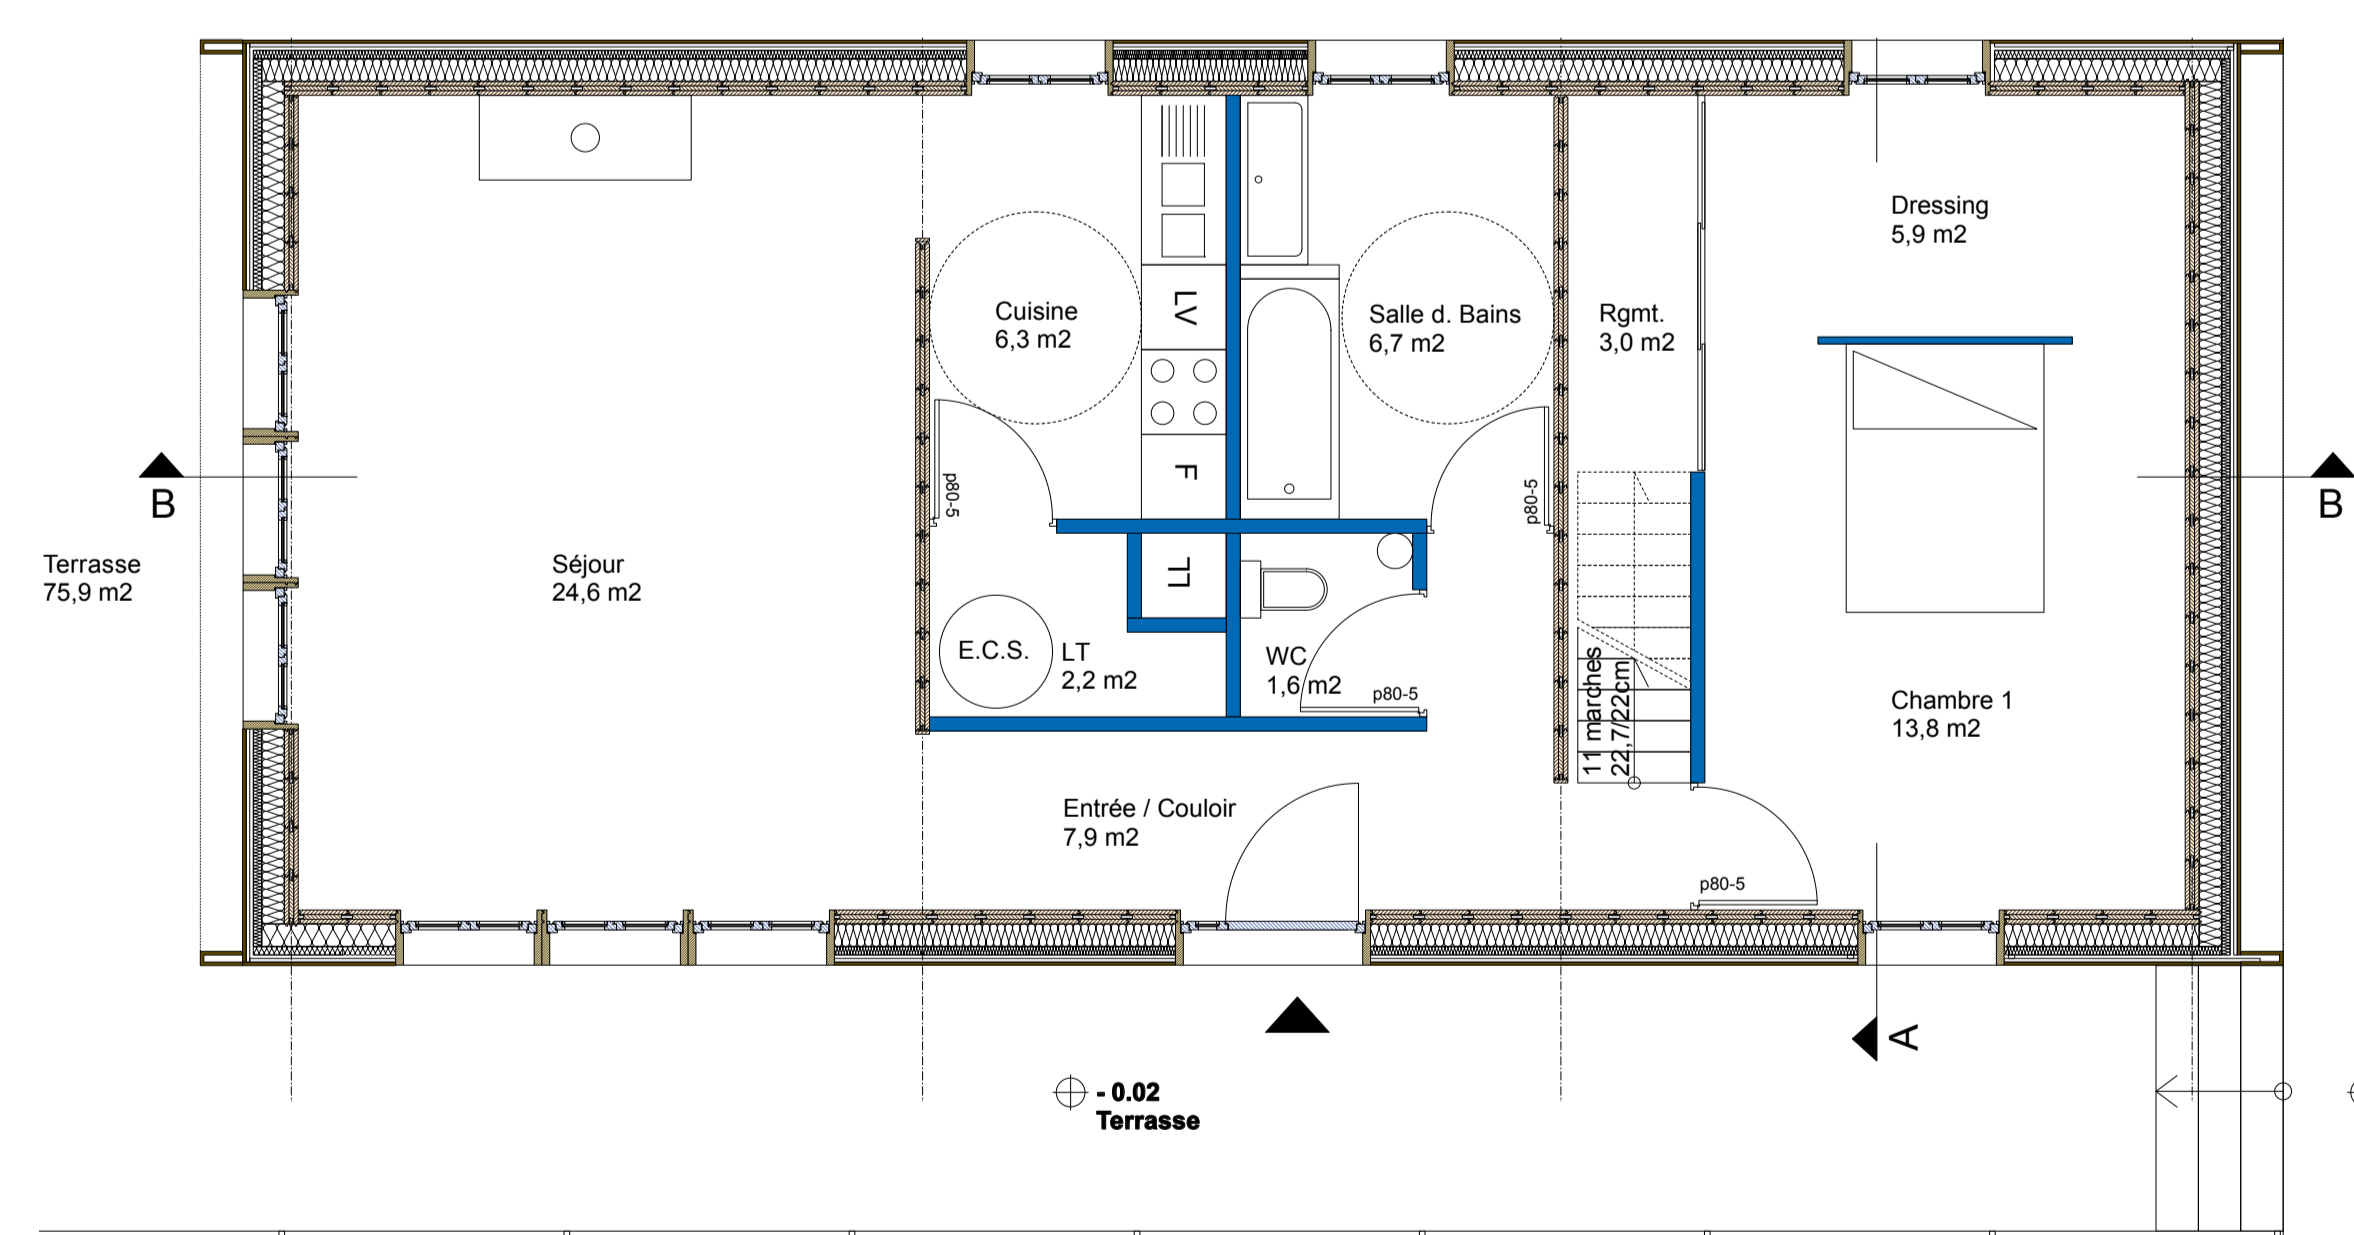 Dressing
5,9 m2
Cuisine
6,3 m2
LV
Salle d. Bains
6,7 m2
Rgmt.
3,0 m2
F
p80-5
p80-5
B
B
Terrasse
75,9 m2
Séjour
24,6 m2
LL
E.C.S.
LT
2,2 m2
WC
1,6 m2
p80-5
11 marches
22,7/22cm
Chambre 1
13,8 m2
Entrée / Couloir
7,9 m2
p80-5
A
- 0.02
Terrasse